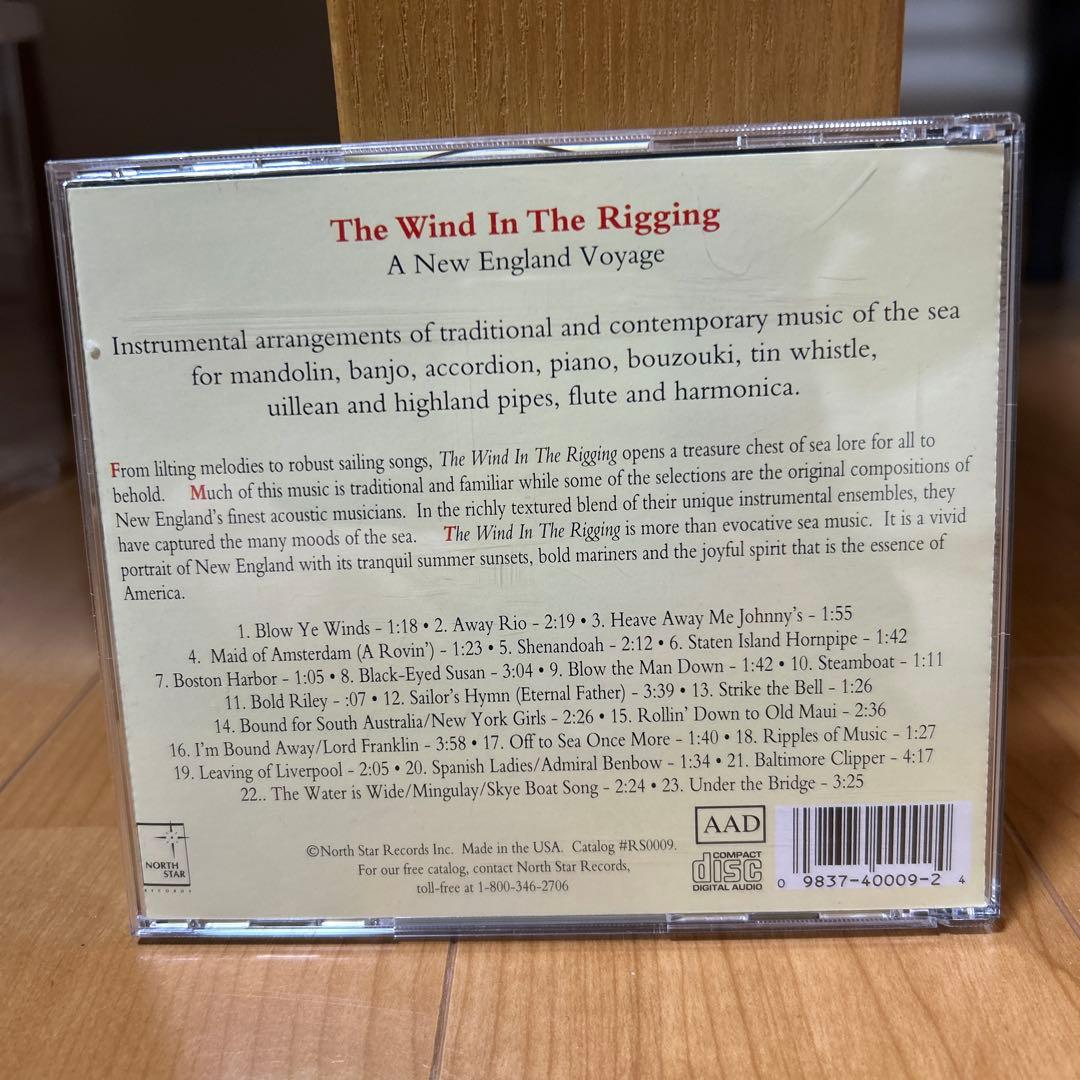 The Wind In The Rigging
A New England Voyage
Instrumental arrangements of traditional and contemporary music of the sea
for mandolin, banjo, accordion, piano, bouzouki, tin whistle,
uillean and highland pipes, flute and harmonica.
From lilting melodies to robust sailing songs, The Wind In The Rigging opens a treasure chest of sea lore for all to
behold. Much of this music is traditional and familiar while some of the selections are the original compositions of
New England's finest acoustic musicians. In the richly textured blend of their unique instrumental ensembles, they
have captured the many moods of the sea. The Wind In The Rigging is more than evocative sea music. It is a vivid
portrait of New England with its tranquil summer sunsets, bold mariners and the joyful spirit that is the essence of
America.
1. Blow Ye Winds - 1:18 • 2. Away Rio - 2:19 • 3. Heave Away Me Johnny's - 1:55
4. Maid of Amsterdam (A Rovin') - 1:23 • 5. Shenandoah - 2:12 • 6. Staten Island Hornpipe - 1:42
7. Boston Harbor - 1:05 • 8. Black-Eyed Susan - 3:04 • 9. Blow the Man Down - 1:42 • 10. Steamboat - 1:11
11. Bold Riley - :07 • 12. Sailor's Hymn (Eternal Father) - 3:39 • 13. Strike the Bell - 1:26
14. Bound for South Australia/New York Girls - 2:26 • 15. Rollin' Down to Old Maui - 2:36
16. I'm Bound Away/Lord Franklin - 3:58 • 17. Off to Sea Once More - 1:40 • 18. Ripples of Music - 1:27
19. Leaving of Liverpool - 2:05 • 20. Spanish Ladies/Admiral Benbow - 1:34 • 21. Baltimore Clipper - 4:17
22.. The Water is Wide/Mingulay/Skye Boat Song - 2:24 • 23. Under the Bridge - 3:25
NORTH
STAR
RECORDS
©North Star Records Inc. Made in the USA. Catalog #RS0009.
For our free catalog, contact North Star Records,
toll-free at 1-800-346-2706
AAD
COMPACT
disc
DIGITAL AUDIO
0 9837-40009-2 4